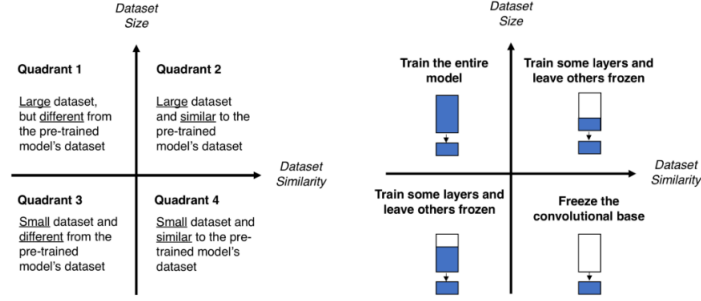 Dataset
Size
Quadrant 1
Large dataset,
but different from
the pre-trained
model's dataset
Quadrant 2
Large dataset
and similar to the
pre-trained
model's dataset
Dataset
Similarity
Quadrant 3
Small dataset and
different from the
pre-trained
model's dataset
Quadrant 4
Small dataset and
similar to the pre-
trained model's
dataset
Dataset
Size
Train the entire
model
Train some layers and
leave others frozen
Dataset
Similarity
Train some layers and
leave others frozen
Freeze the
convolutional base